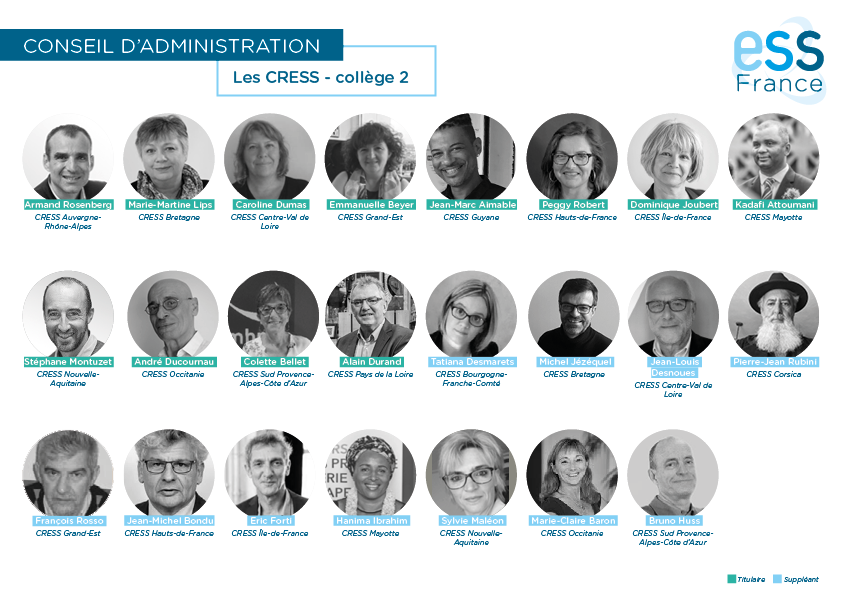 CONSEIL D'ADMINISTRATION
Les CRESS - collège 2
ess
France
Armand Rosenberg
CRESS Auvergne-
Rhône-Alpes
Marie-Martine Lips
CRESS Bretagne
Caroline Dumas
CRESS Centre-Val de
Loire
Emmanuelle Beyer
CRESS Grand-Est
Jean-Marc Aimable
CRESS Guyane
Peggy Robert
CRESS Hauts-de-France
Dominique Joubert
CRESS Île-de-France
Kadafi Attoumani
CRESS Mayotte
Stéphane Montuzet
CRESS Nouvelle-
Aquitaine
André Ducournau
CRESS Occitanie
Colette Bellet
CRESS Sud Provence-
Alpes-Côte d'Azur
Alain Durand
CRESS Pays de la Loire
Tatiana Desmarets
CRESS Bourgogne-
Franche-Comté
Michel Jézéquel
CRESS Bretagne
Jean-Louis
Desnoues
CRESS Centre-Val de
Loire
Pierre-Jean Rubini
CRESS Corsica
François Rosso
CRESS Grand-Est
Jean-Michel Bondu
CRESS Hauts-de-France
Eric Forti
CRESS Île-de-France
Hanima Ibrahim
CRESS Mayotte
Sylvie Maléon
CRESS Nouvelle-
Aquitaine
Marie-Claire Baron
CRESS Occitanie
Bruno Huss
CRESS Sud Provence-
Alpes-Côte d'Azur
Titulaire
Suppléant